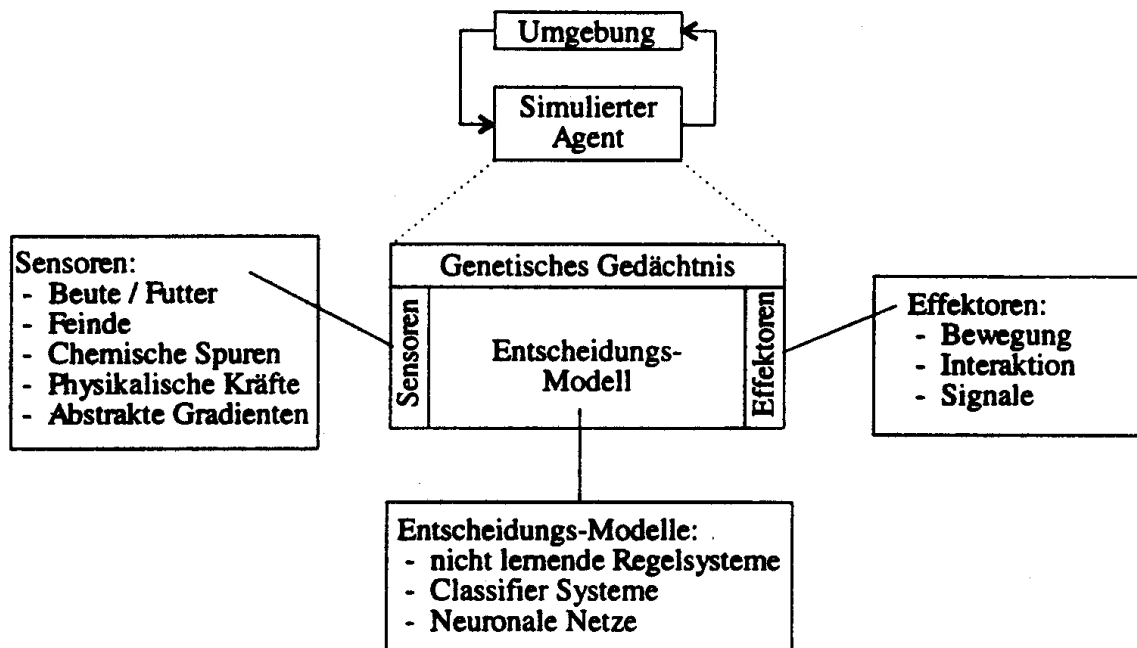 Umgebung
Simulierter
Agent
Genetisches Gedächtnis
Sensoren
Entscheidungs-
Modell
Effektoren
Sensoren:
- Beute / Futter
- Feinde
- Chemische Spuren
- Physikalische Kräfte
- Abstrakte Gradienten
Effektoren:
- Bewegung
- Interaktion
- Signale
Entscheidungs-Modelle:
- nicht lernende Regelsysteme
- Classifier Systeme
- Neuronale Netze